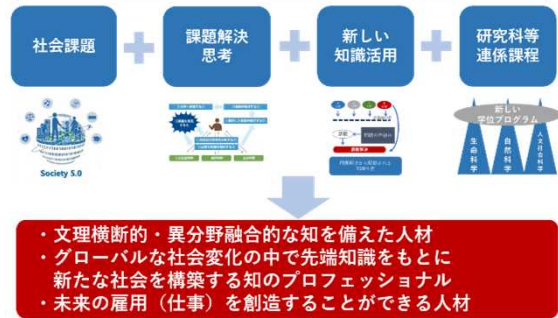 社会課題
課題解決
思考
新しい
知識活用
研究科等
連係課程
Society 5.0
新しい
学位プログラム
生命科学
自然科学
人文社会科学
・文理横断的・異分野融合的な知を備えた人材
・グローバルな社会変化の中で先端知識をもとに
新たな社会を構築する知のプロフェッショナル
・未来の雇用（仕事）を創造することができる人材